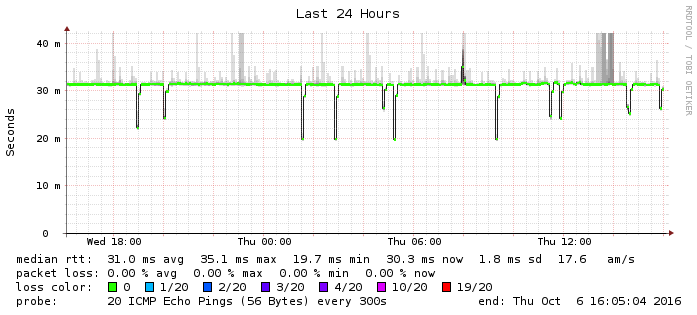 Last 24 Hours
RRDTOOL / TOBI OETIKER
Seconds
40 m
30 m
20 m
10 m
0
Wed 18:00 Thu 00:00 Thu 06:00 Thu 12:00
median rtt: 31.0 ms avg 35.1 ms max 19.7 ms min 30.3 ms now 1.8 ms sd 17.6 am/s
packet loss: 0.00 % avg 0.00 % max 0.00 % min 0.00 % now
loss color: 0 1/20 2/20 3/20 4/20 10/20 19/20
probe: 20 ICMP Echo Pings (56 Bytes) every 300s end: Thu Oct 6 16:05:04 2016